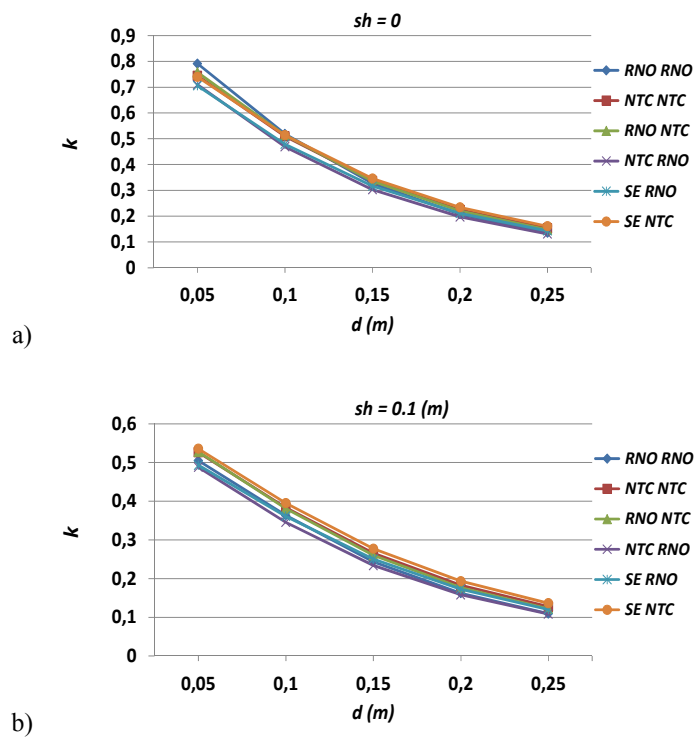 sh = 0
0,9
0,8
0,7
0,6
0,5
0,4
0,3
0,2
0,1
0
k
0,05 0,1 0,15 0,2 0,25
d (m)
RNO RNO
NTC NTC
RNO NTC
NTC RNO
SE RNO
SE NTC
a)
sh = 0.1 (m)
0,6
0,5
0,4
0,3
0,2
0,1
0
k
0,05 0,1 0,15 0,2 0,25
d (m)
RNO RNO
NTC NTC
RNO NTC
NTC RNO
SE RNO
SE NTC
b)